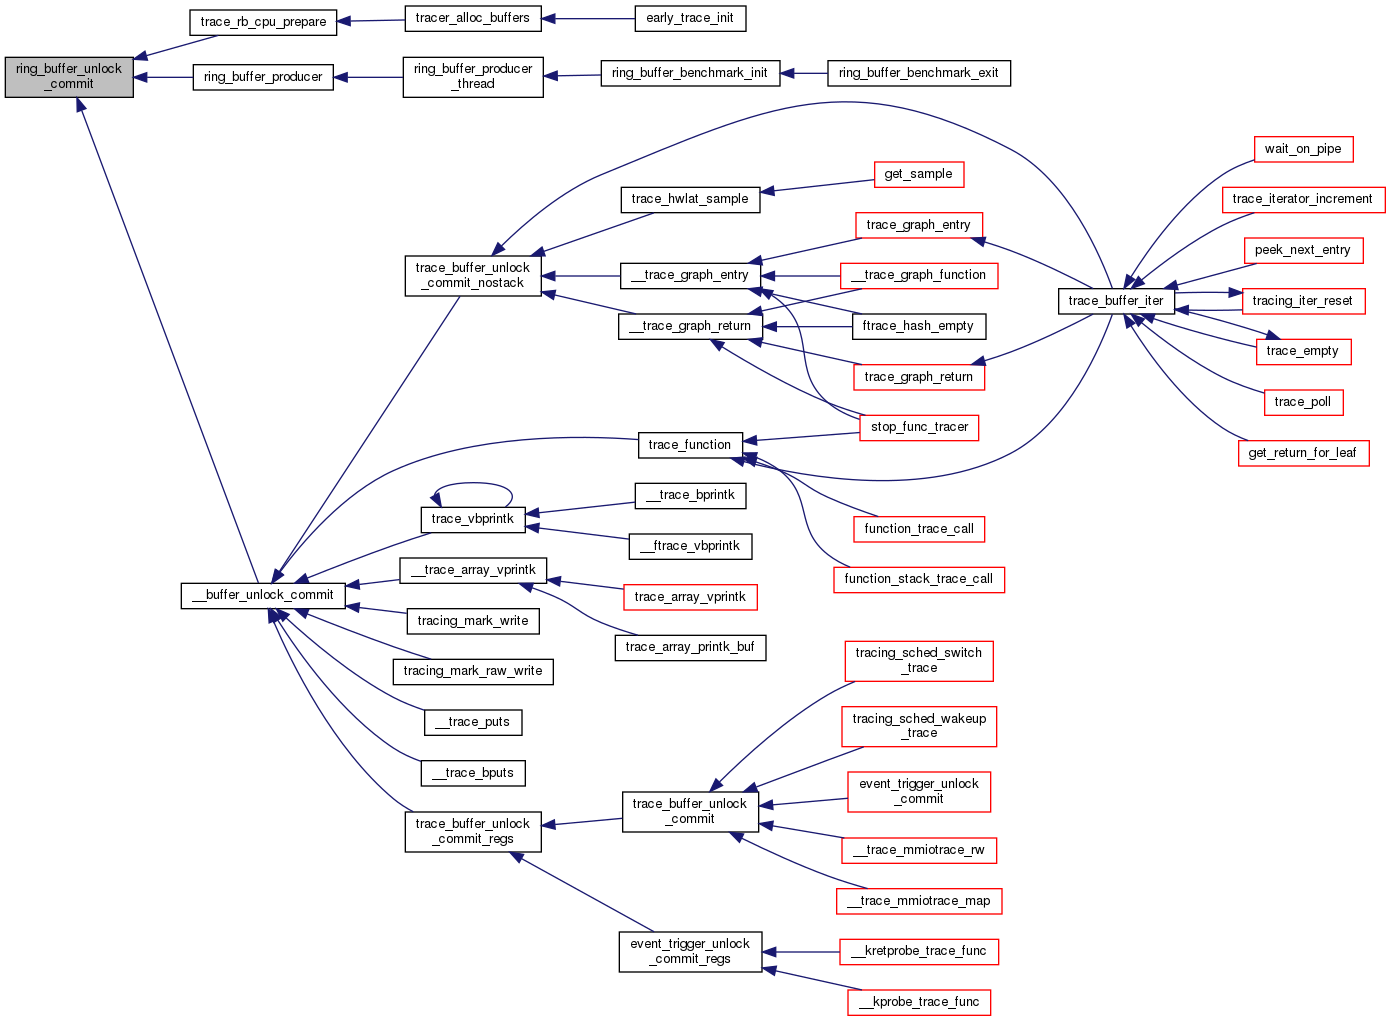 trace_rb_cpu_prepare
tracer_alloc_buffers
early_trace_init
ring_buffer_unlock
_commit
ring_buffer_producer
ring_buffer_producer
_thread
ring_buffer_benchmark_init
ring_buffer_benchmark_exit
wait_on_pipe
get_sample
trace_hwlat_sample
trace_iterator_increment
trace_graph_entry
peek_next_entry
trace_buffer_unlock
_commit_nostack
__trace_graph_entry
__trace_graph_function
trace_buffer_iter
tracing_iter_reset
__trace_graph_return
ftrace_hash_empty
trace_empty
trace_graph_return
trace_poll
stop_func_tracer
trace_function
get_return_for_leaf
__trace_bprintk
trace_vbprintk
function_trace_call
__ftrace_vbprintk
__trace_array_vprintk
function_stack_trace_call
__buffer_unlock_commit
trace_array_vprintk
tracing_mark_write
trace_array_printk_buf
tracing_mark_raw_write
tracing_sched_switch
_trace
__trace_puts
tracing_sched_wakeup
_trace
__trace_bputs
event_trigger_unlock
_commit
trace_buffer_unlock
_commit
trace_buffer_unlock
_commit_regs
__trace_mmiotrace_rw
__trace_mmiotrace_map
event_trigger_unlock
_commit_regs
__kretprobe_trace_func
__kprobe_trace_func